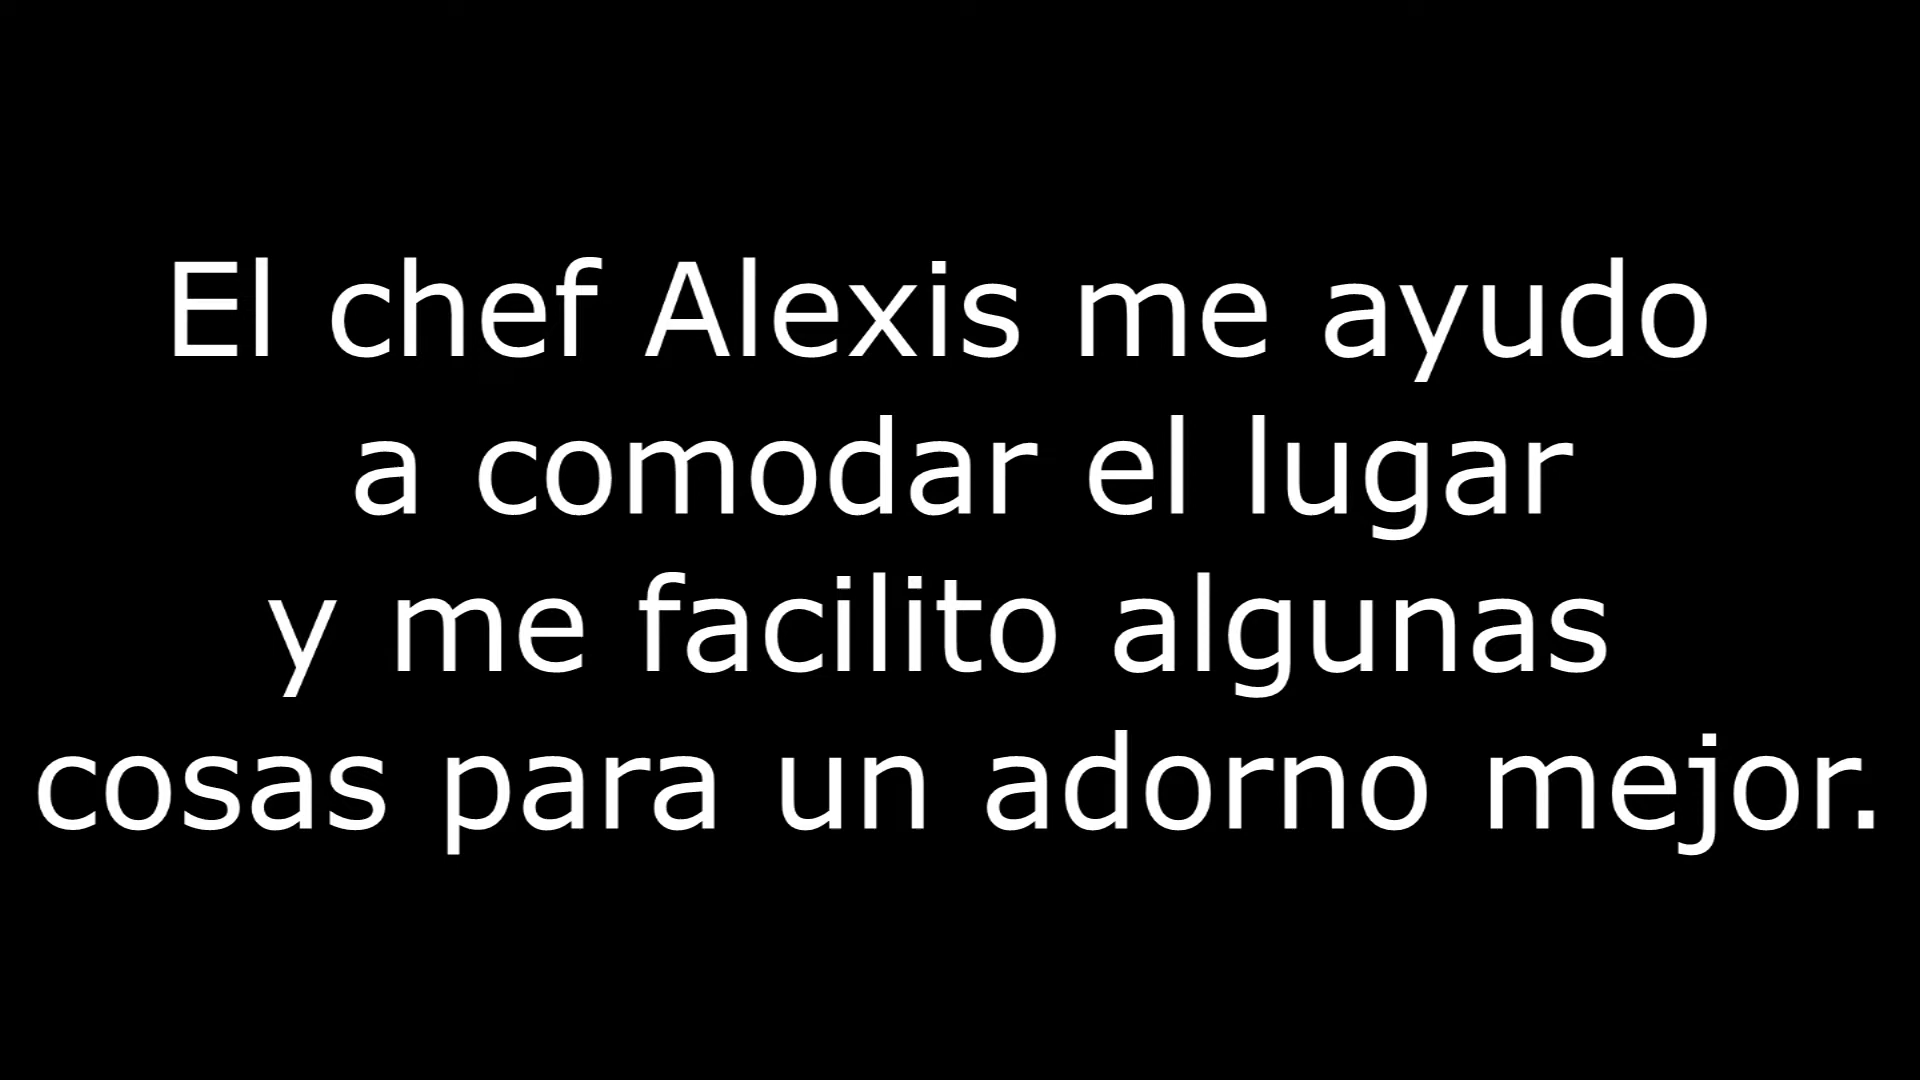 El chef Alexis me ayudo
a comodar el lugar
y me facilito algunas
cosas para un adorno mejor.